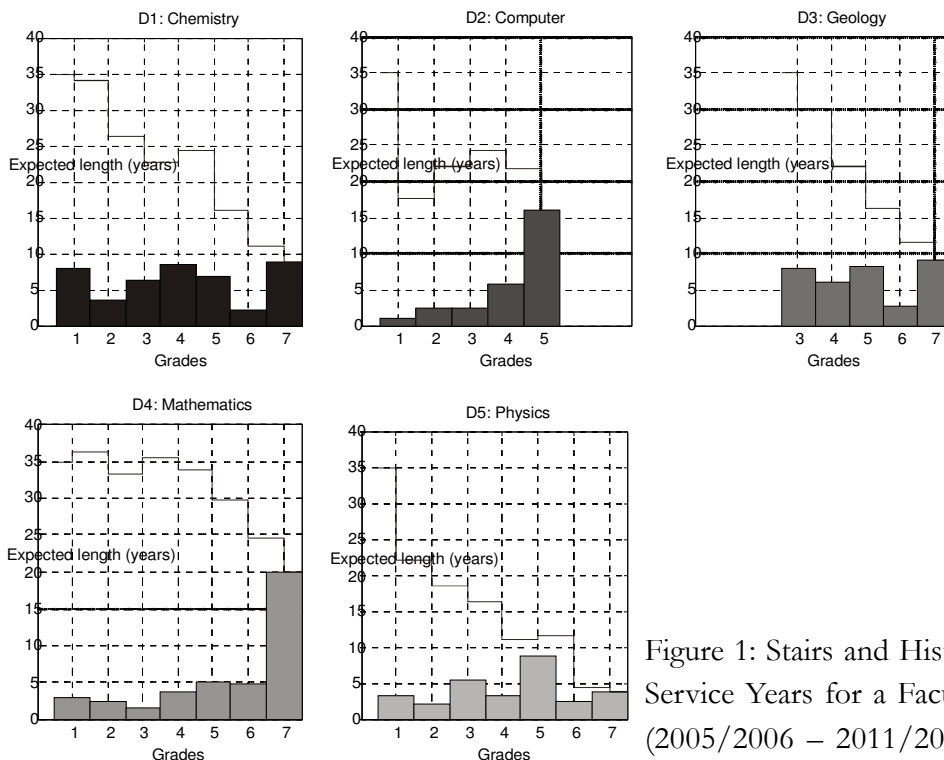 D1: Chemistry
40
35
30
25
Expected length (years)
20
15
10
5
0
1 2 3 4 5 6 7
Grades
D2: Computer
40
35
30
25
Expected length (years)
20
15
10
5
0
1 2 3 4 5
Grades
D3: Geology
40
35
30
25
Expected length (years)
20
15
10
5
0
3 4 5 6 7
Grades
D4: Mathematics
40
35
30
25
Expected length (years)
20
15
10
5
0
1 2 3 4 5 6 7
Grades
D5: Physics
40
35
30
25
Expected length (years)
20
15
10
5
0
1 2 3 4 5 6 7
Grades
Figure 1: Stairs and His
Service Years for a Facu
(2005/2006 – 2011/20